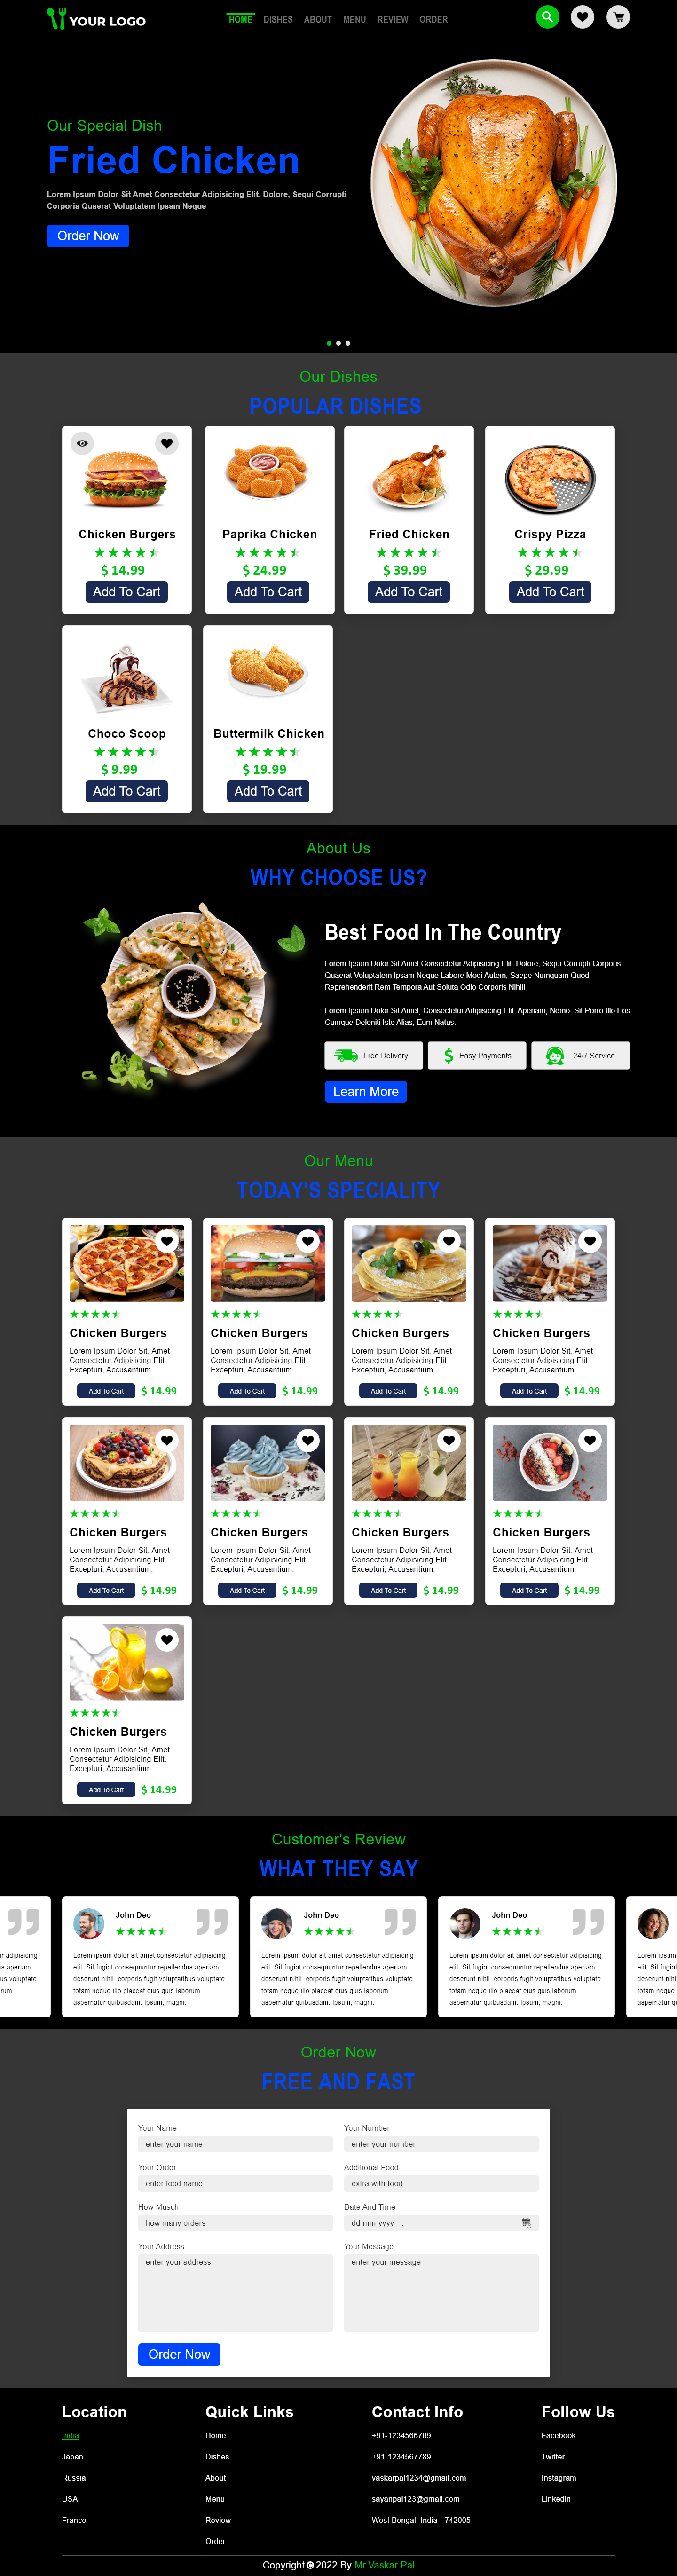 YOUR LOGO
HOME DISHES ABOUT MENU REVIEW ORDER
Our Special Dish
Fried Chicken
Lorem Ipsum Dolor Sit Amet Consectetur Adipisicing Elit. Dolore, Sequi Corrupti
Corporis Quaerat Voluptatem Ipsam Neque
Order Now
Our Dishes
POPULAR DISHES
Chicken Burgers
$ 14.99
Add To Cart
Paprika Chicken
$ 24.99
Add To Cart
Fried Chicken
$ 39.99
Add To Cart
Crispy Pizza
$ 29.99
Add To Cart
Choco Scoop
$ 9.99
Add To Cart
Buttermilk Chicken
$ 19.99
Add To Cart
About Us
WHY CHOOSE US?
Best Food In The Country
Lorem Ipsum Dolor Sit Amet Consectetur Adipisicing Elit. Dolore, Sequi Corrupti Corporis
Quaerat Voluptatem Ipsam Neque Labore Modi Autem, Saepe Numquam Quod
Reprehenderit Rem Tempora Aut Soluta Odio Corporis Nihil!
Lorem Ipsum Dolor Sit Amet, Consectetur Adipisicing Elit. Aperiam, Nemo. Sit Porro Illo Eos
Cumque Deleniti Iste Alias, Eum Natus.
Free Delivery
Easy Payments
24/7 Service
Learn More
Our Menu
TODAY'S SPECIALITY
Chicken Burgers
Lorem Ipsum Dolor Sit, Amet
Consectetur Adipisicing Elit.
Excepturi, Accusantium.
Add To Cart $ 14.99
Chicken Burgers
Lorem Ipsum Dolor Sit, Amet
Consectetur Adipisicing Elit.
Excepturi, Accusantium.
Add To Cart $ 14.99
Chicken Burgers
Lorem Ipsum Dolor Sit, Amet
Consectetur Adipisicing Elit.
Excepturi, Accusantium.
Add To Cart $ 14.99
Chicken Burgers
Lorem Ipsum Dolor Sit, Amet
Consectetur Adipisicing Elit.
Excepturi, Accusantium.
Add To Cart $ 14.99
Chicken Burgers
Lorem Ipsum Dolor Sit, Amet
Consectetur Adipisicing Elit.
Excepturi, Accusantium.
Add To Cart $ 14.99
Chicken Burgers
Lorem Ipsum Dolor Sit, Amet
Consectetur Adipisicing Elit.
Excepturi, Accusantium.
Add To Cart $ 14.99
Chicken Burgers
Lorem Ipsum Dolor Sit, Amet
Consectetur Adipisicing Elit.
Excepturi, Accusantium.
Add To Cart $ 14.99
Chicken Burgers
Lorem Ipsum Dolor Sit, Amet
Consectetur Adipisicing Elit.
Excepturi, Accusantium.
Add To Cart $ 14.99
Chicken Burgers
Lorem Ipsum Dolor Sit, Amet
Consectetur Adipisicing Elit.
Excepturi, Accusantium.
Add To Cart $ 14.99
Customer's Review
WHAT THEY SAY
r adipisicing
s aperiam
us voluptate
rum
John Deo
Lorem ipsum dolor sit amet consectetur adipisicing
elit. Sit fugiat consequuntur repellendus aperiam
deserunt nihil, corporis fugit voluptatibus voluptate
totam neque illo placeat eius quis laborum
aspernatur quibusdam. Ipsum, magni.
John Deo
Lorem ipsum dolor sit amet consectetur adipisicing
elit. Sit fugiat consequuntur repellendus aperiam
deserunt nihil, corporis fugit voluptatibus voluptate
totam neque illo placeat eius quis laborum
aspernatur quibusdam. Ipsum, magni.
John Deo
Lorem ipsum dolor sit amet consectetur adipisicing
elit. Sit fugiat consequuntur repellendus aperiam
deserunt nihil, corporis fugit voluptatibus voluptate
totam neque illo placeat eius quis laborum
aspernatur quibusdam. Ipsum, magni.
Lorem ipsum
elit. Sit fugiat
deserunt nihil
totam neque
aspernatur qu
Order Now
FREE AND FAST
Your Name
enter your name
Your Number
enter your number
Your Order
enter food name
Additional Food
extra with food
How Musch
how many orders
Date And Time
dd-mm-yyyy --:--
Your Address
enter your address
Your Message
enter your message
Order Now
Location
India
Japan
Russia
USA
France
Quick Links
Home
Dishes
About
Menu
Review
Order
Contact Info
+91-1234566789
+91-1234567789
vaskarpal1234@gmail.com
sayanpal123@gmail.com
West Bengal, India - 742005
Follow Us
Facebook
Twitter
Instagram
Linkedin
Copyright © 2022 By Mr.Vaskar Pal